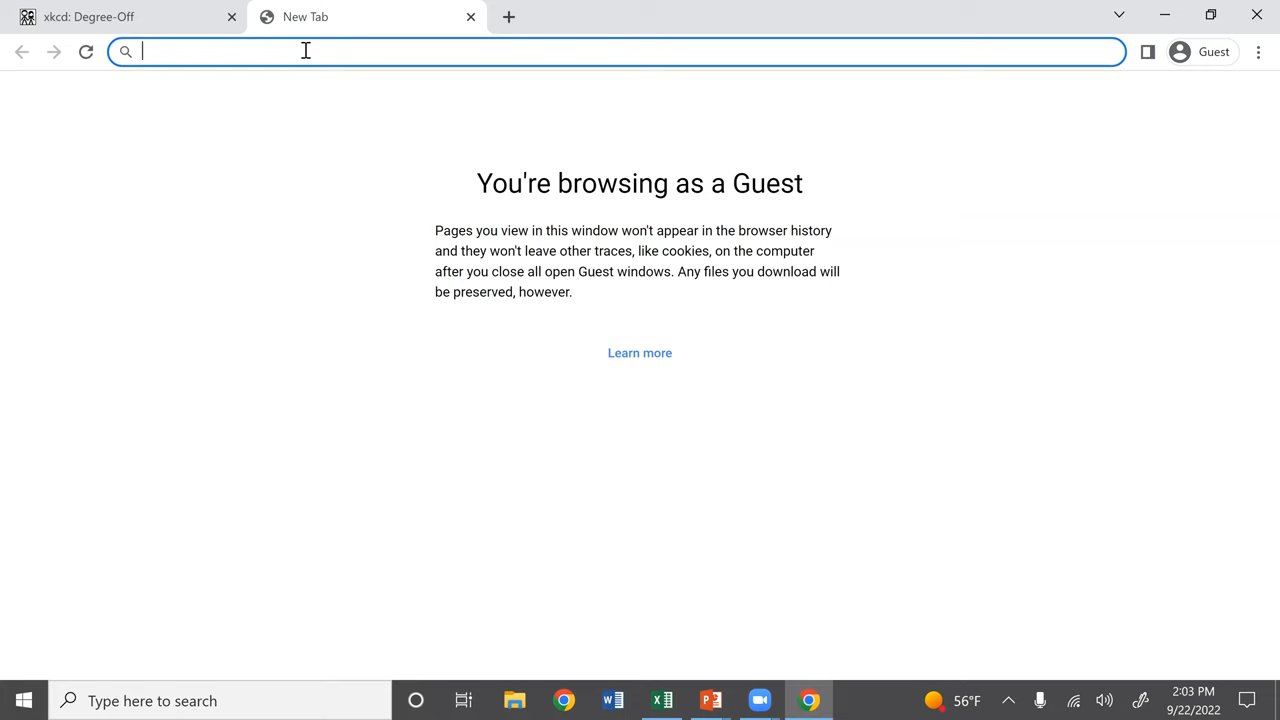 xkcd: Degree-Off
New Tab
Guest
You're browsing as a Guest
Pages you view in this window won't appear in the browser history
and they won't leave other traces, like cookies, on the computer
after you close all open Guest windows. Any files you download will
be preserved, however.
Learn more
Type here to search
56°F
2:03 PM
9/22/2022